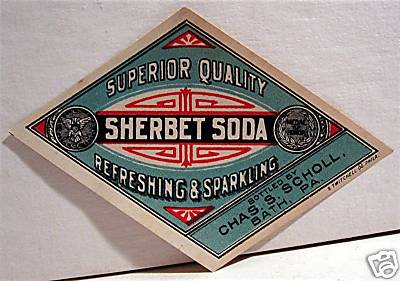 SUPERIOR QUALITY
SHERBET SODA
REFRESHING & SPARKLING
BOTTLED BY
CHAS. S. SCHOLL,
BATH, PA.